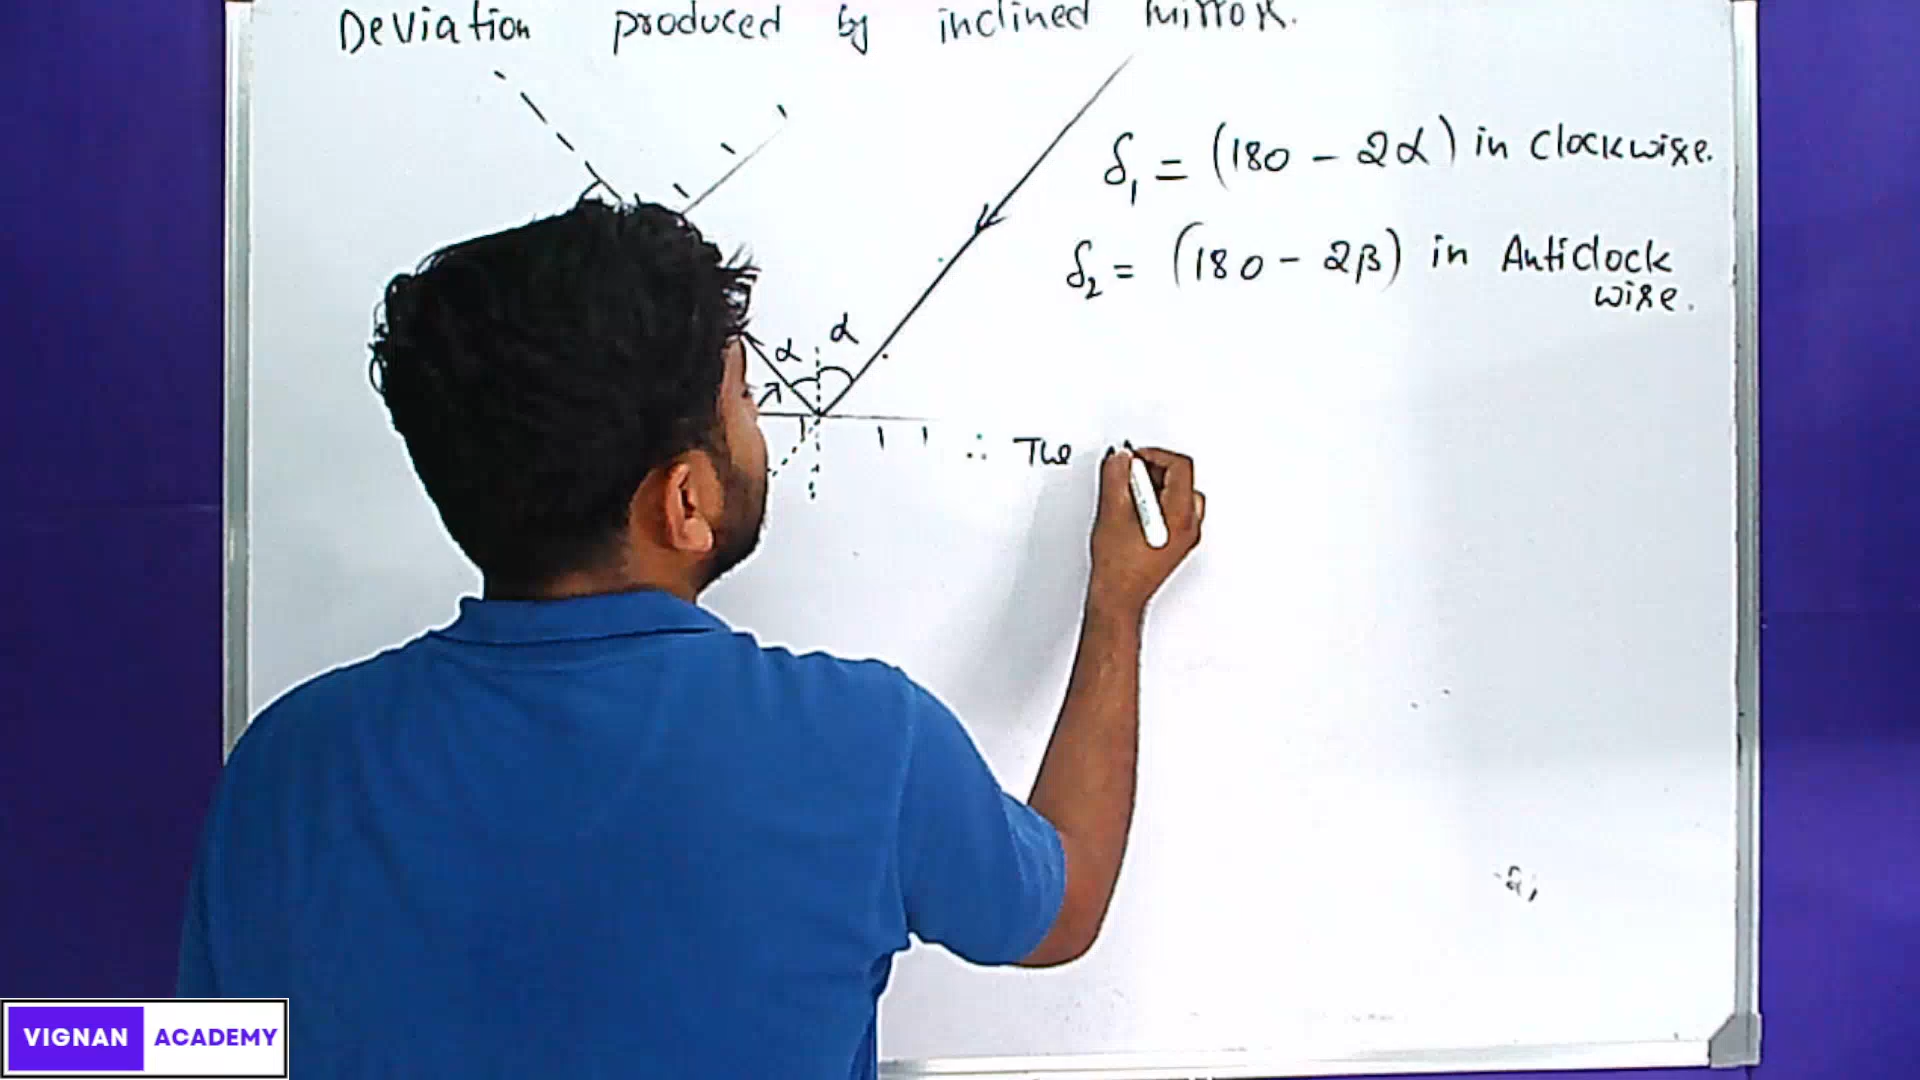 Deviation produced by inclined mirror.
δ₁ = (180 - 2α) in Clockwise.
δ₂ = (180 - 2β) in Anticlock
wise.
α
α
∴ The
VIGNAN ACADEMY